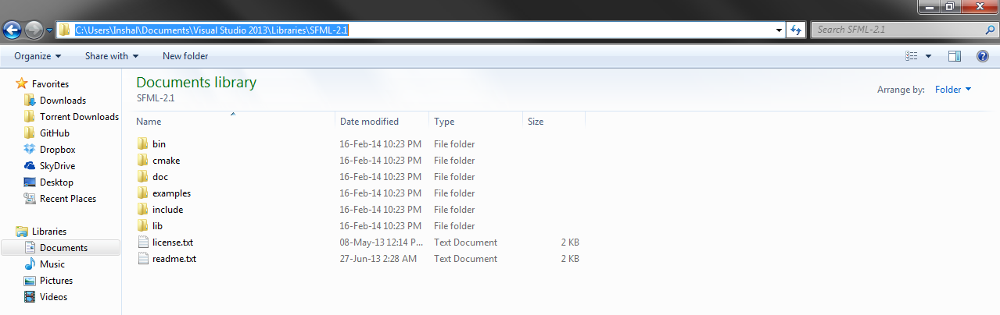 C:\Users\Inshal\Documents\Visual Studio 2013\Libraries\SFML-2.1 Search SFML-2.1
Organize Share with New folder
Favorites
Downloads
Torrent Downloads
GitHub
Dropbox
SkyDrive
Desktop
Recent Places
Libraries
Documents
Music
Pictures
Videos
Documents library
SFML-2.1
Arrange by: Folder
Name Date modified Type Size
bin 16-Feb-14 10:23 PM File folder
cmake 16-Feb-14 10:23 PM File folder
doc 16-Feb-14 10:23 PM File folder
examples 16-Feb-14 10:23 PM File folder
include 16-Feb-14 10:23 PM File folder
lib 16-Feb-14 10:23 PM File folder
license.txt 08-May-13 12:14 P... Text Document 2 KB
readme.txt 27-Jun-13 2:28 AM Text Document 2 KB